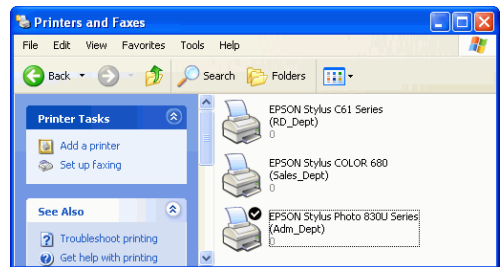 Printers and Faxes
File Edit View Favorites Tools Help
Back Search Folders
Printer Tasks
Add a printer
Set up faxing
See Also
Troubleshoot printing
Get help with printing
EPSON Stylus C61 Series
(RD_Dept)
0
EPSON Stylus COLOR 680
(Sales_Dept)
0
EPSON Stylus Photo 830U Series
(Adm_Dept)
0